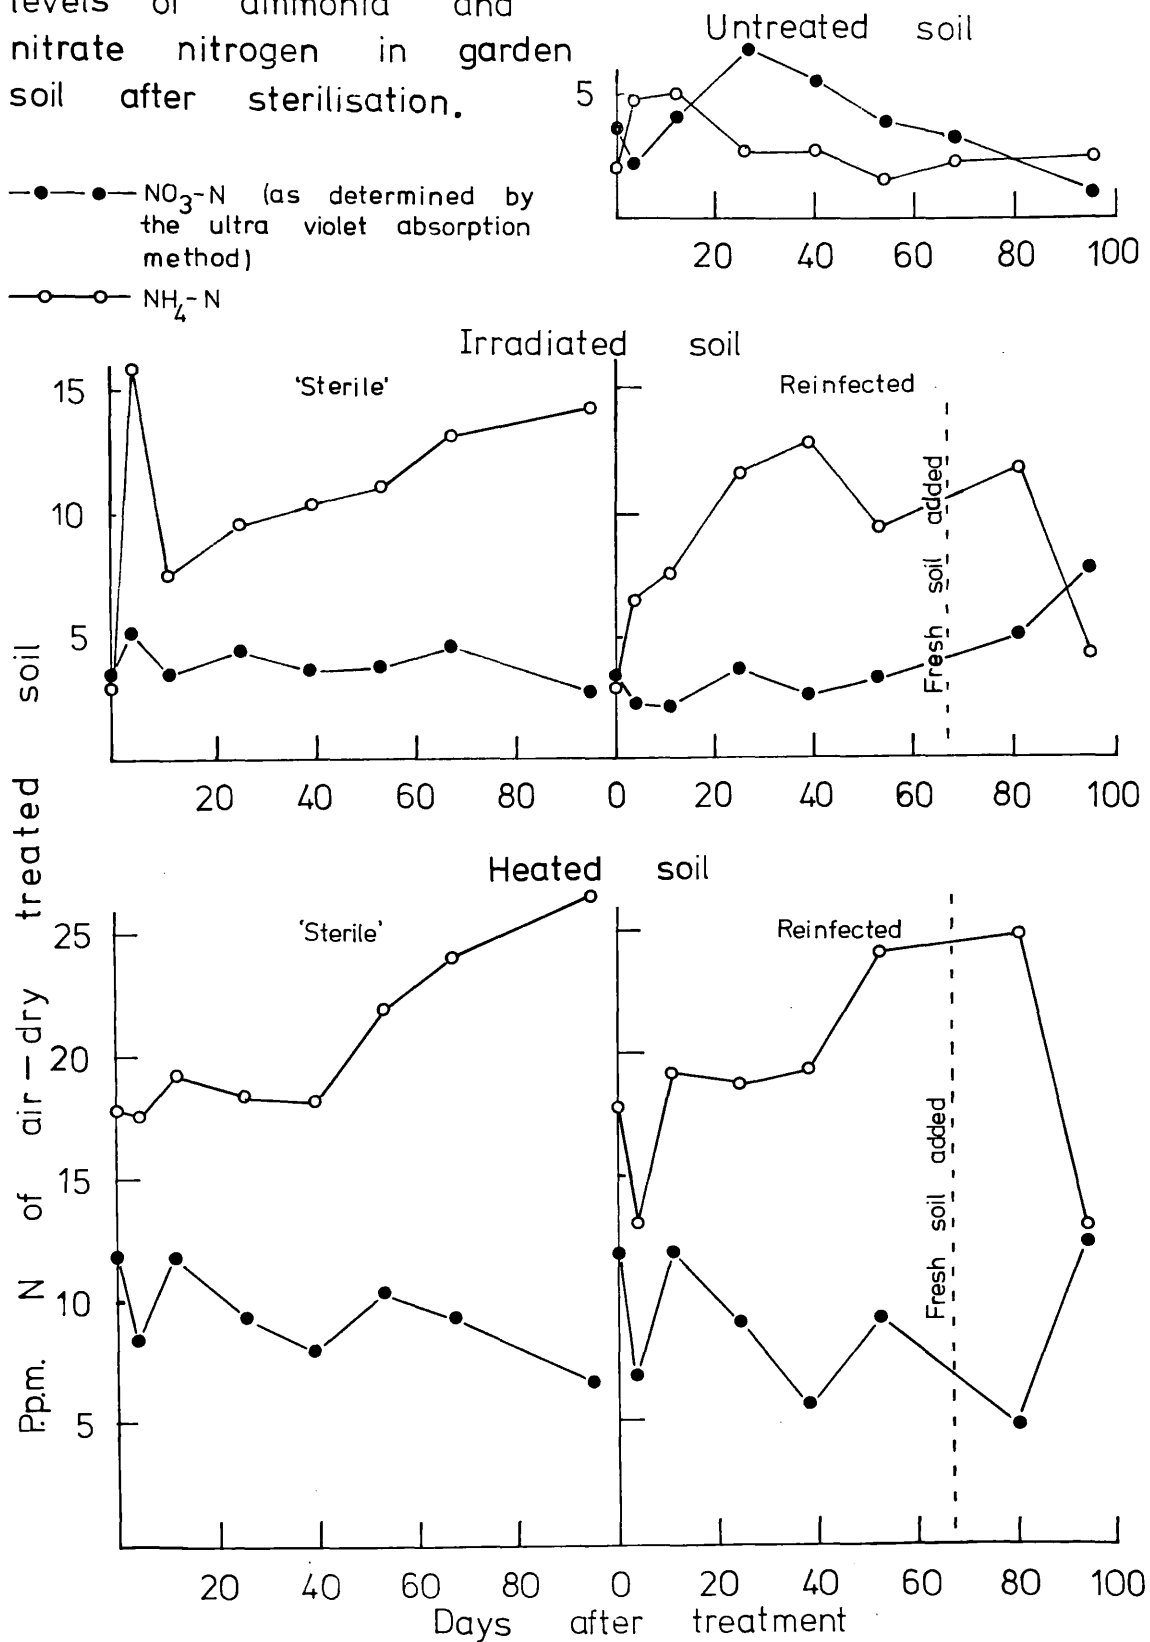 levels of ammonia and
nitrate nitrogen in garden
soil after sterilisation.
NO3-N (as determined by
the ultra violet absorption
method)
NH4-N
Untreated soil
5
20 40 60 80 100
Irradiated soil
'Sterile'
Reinfected
15
10
5
Fresh soil added
20 40 60 80 0 20 40 60 80 100
Heated soil
'Sterile'
Reinfected
25
20
15
10
5
Fresh soil added
20 40 60 80 0 20 40 60 80 100
Days after treatment
P.p.m. N of air-dry treated soil